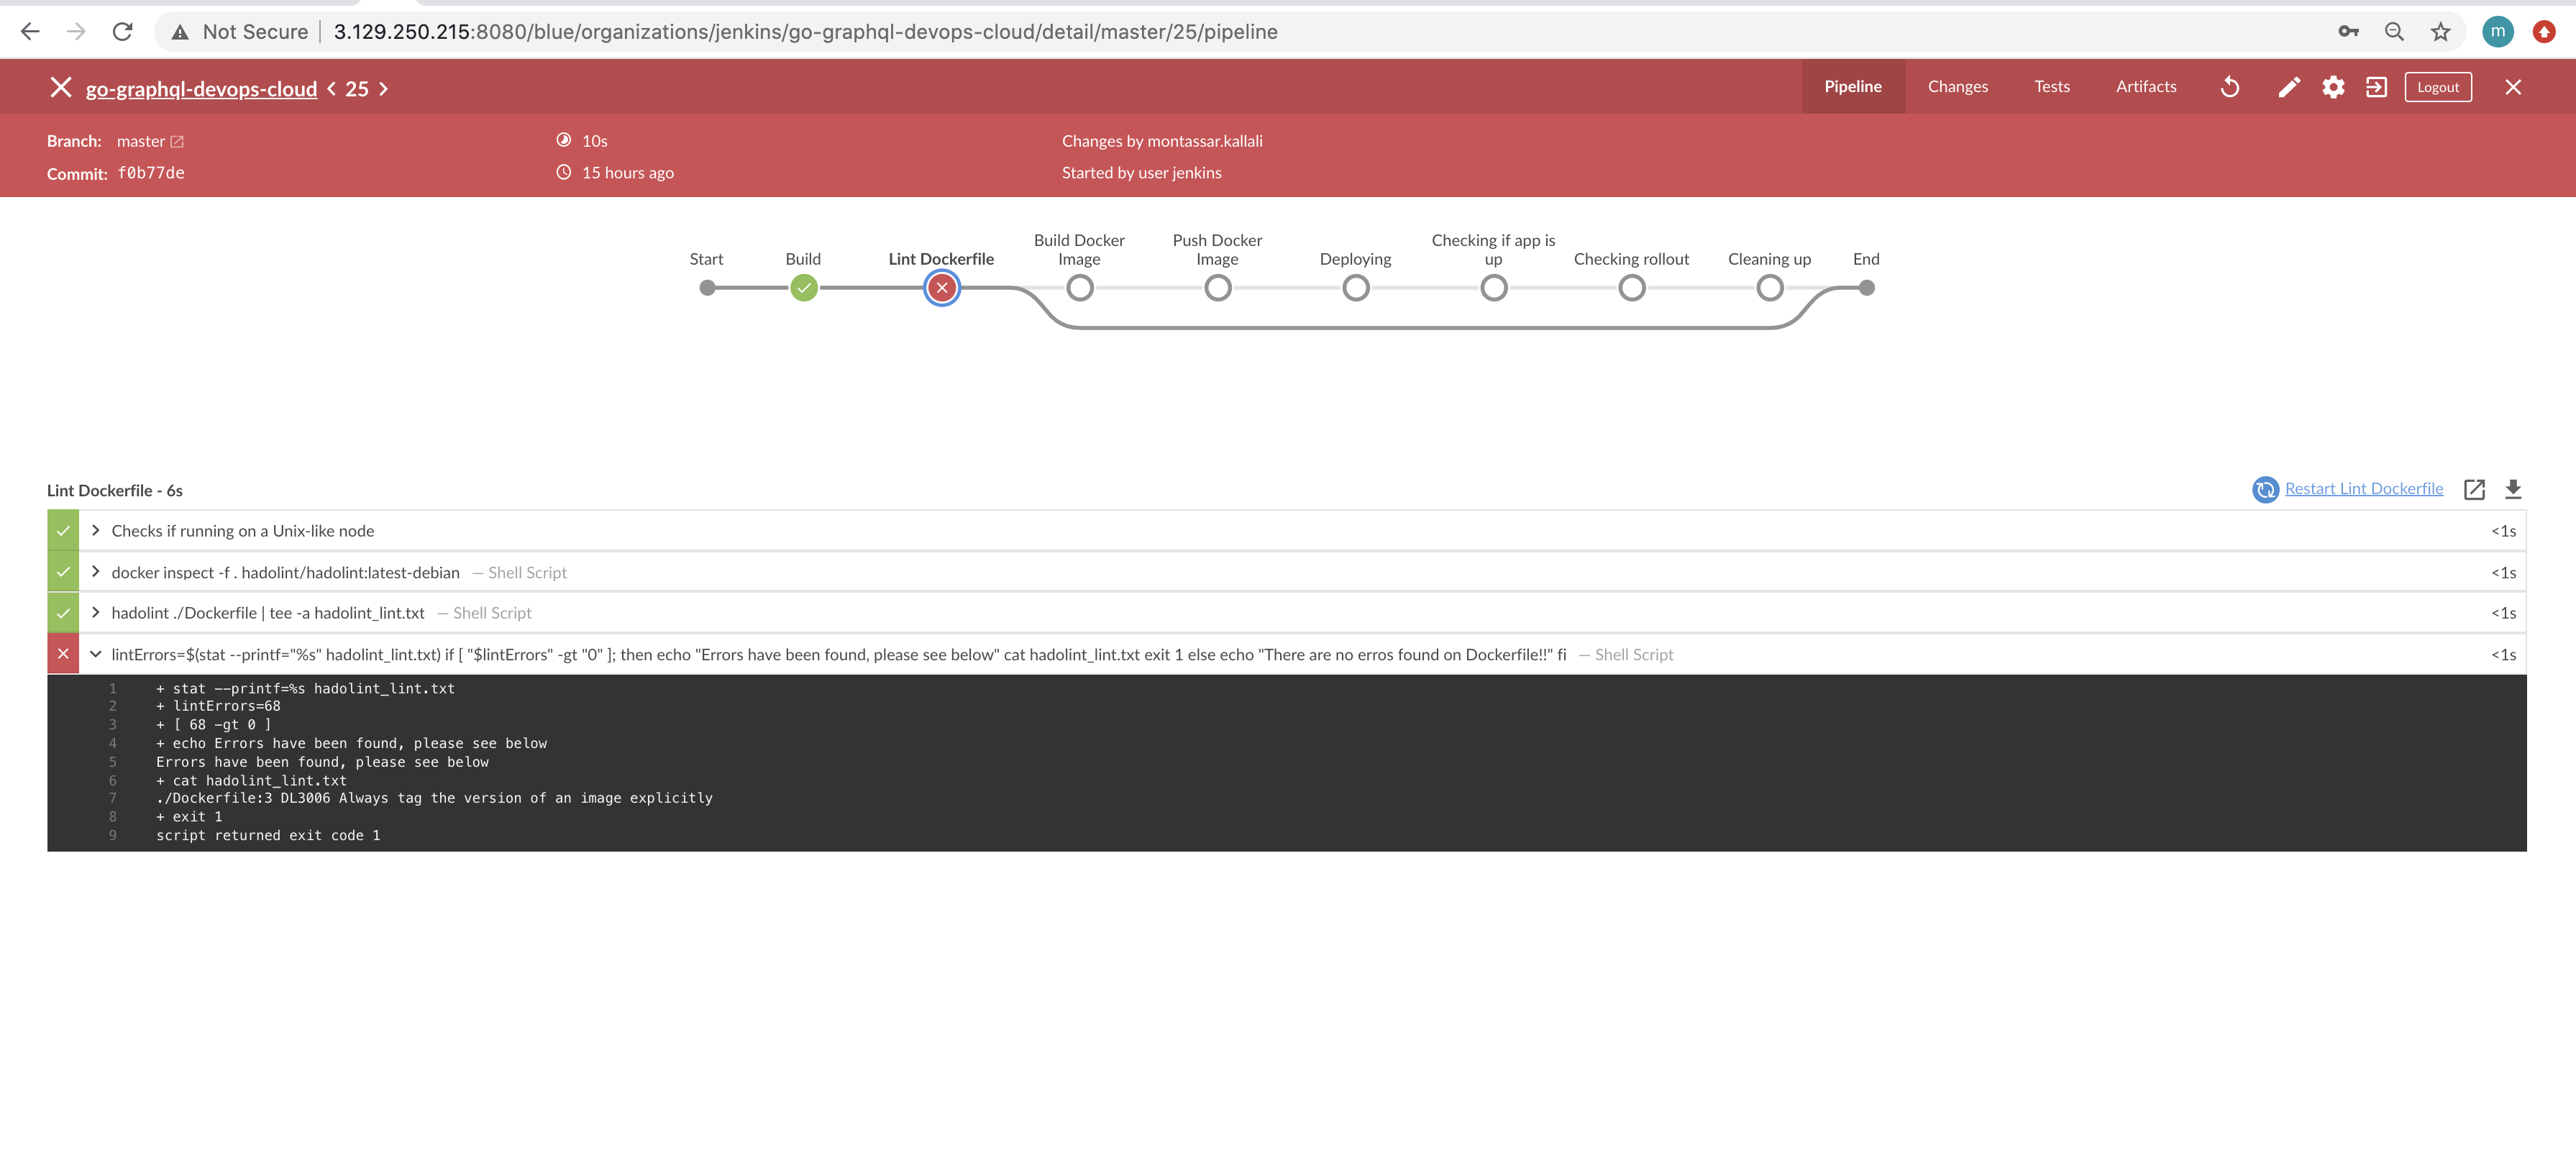 Not Secure | 3.129.250.215:8080/blue/organizations/jenkins/go-graphql-devops-cloud/detail/master/25/pipeline
m
go-graphql-devops-cloud < 25 >
Pipeline Changes Tests Artifacts Logout
Branch: master 10s Changes by montassar.kallali
Commit: f0b77de 15 hours ago Started by user jenkins
Start Build Lint Dockerfile Build Docker Image Push Docker Image Deploying Checking if app is up Checking rollout Cleaning up End
Lint Dockerfile - 6s Restart Lint Dockerfile
Checks if running on a Unix-like node <1s
docker inspect -f . hadolint/hadolint:latest-debian — Shell Script <1s
hadolint ./Dockerfile | tee -a hadolint_lint.txt — Shell Script <1s
lintErrors=$(stat --printf="%s" hadolint_lint.txt) if [ "$lintErrors" -gt "0" ]; then echo "Errors have been found, please see below" cat hadolint_lint.txt exit 1 else echo "There are no erros found on Dockerfile!!" fi — Shell Script <1s
1 + stat --printf=%s hadolint_lint.txt
2 + lintErrors=68
3 + [ 68 -gt 0 ]
4 + echo Errors have been found, please see below
5 Errors have been found, please see below
6 + cat hadolint_lint.txt
7 ./Dockerfile:3 DL3006 Always tag the version of an image explicitly
8 + exit 1
9 script returned exit code 1